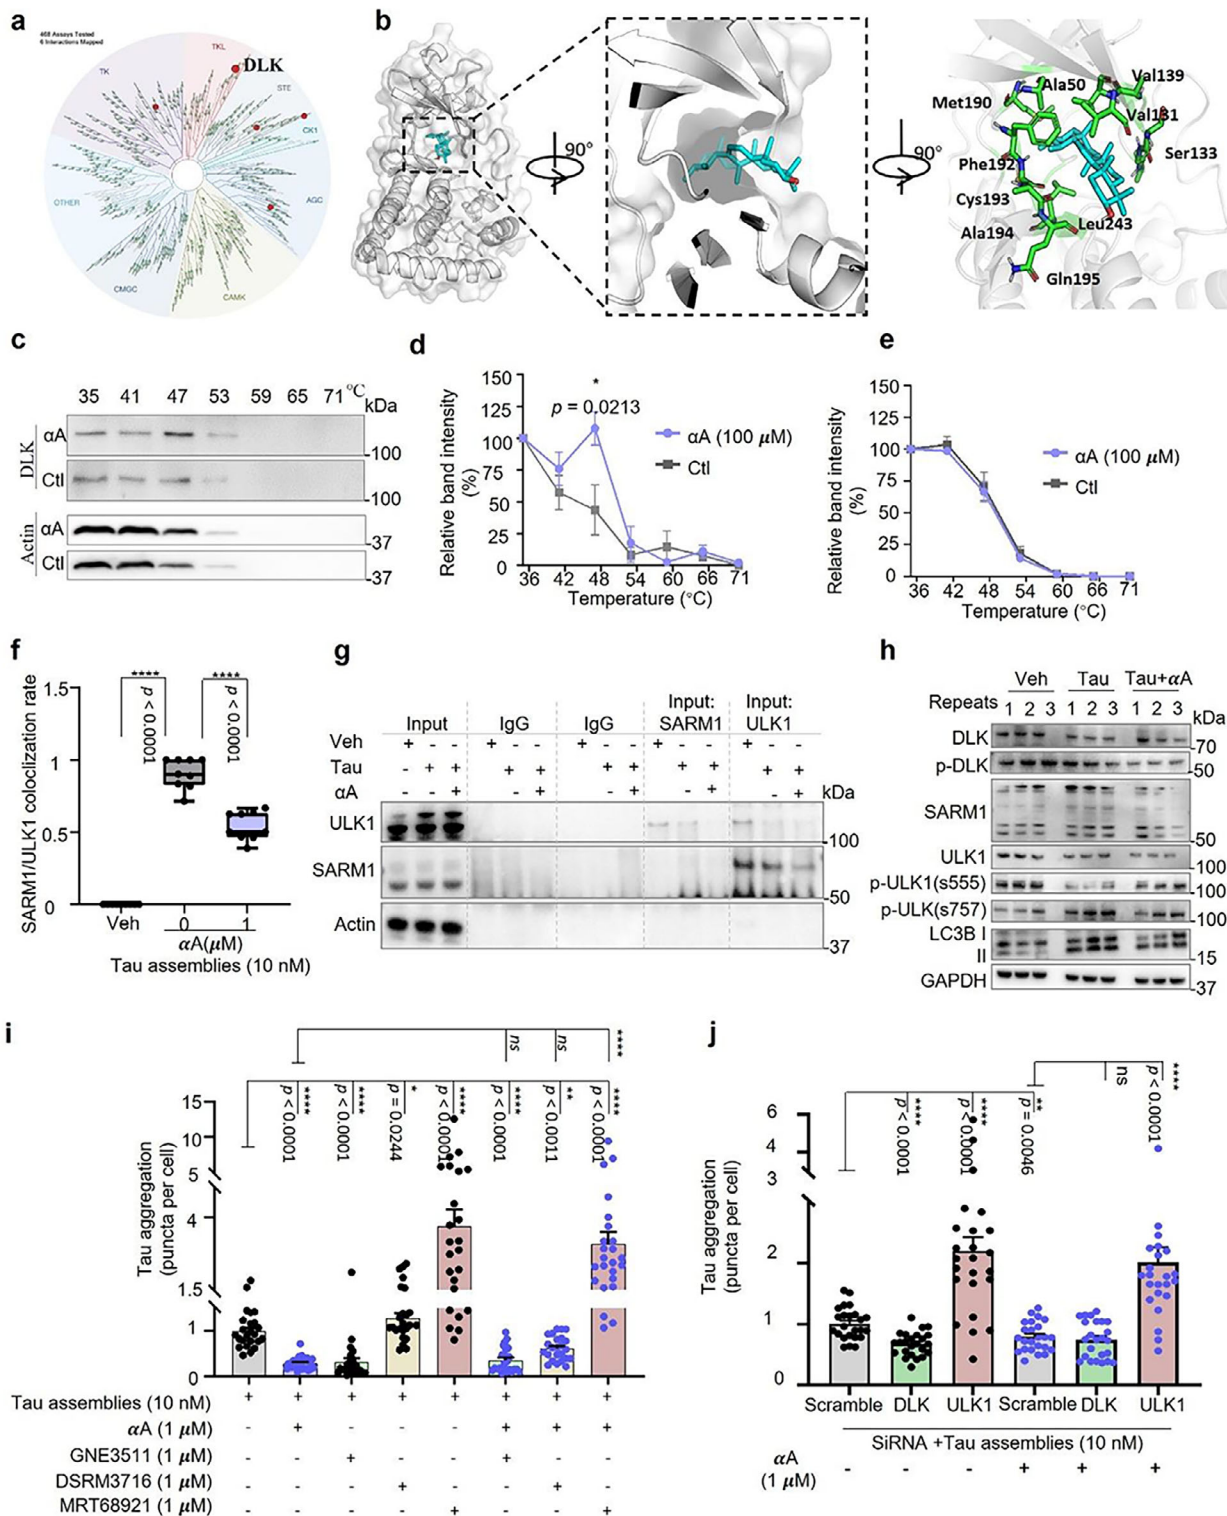 a
468 Assays Tested
6 Interactions Mapped
TK
TKL
DLK
STE
CK1
AGC
CAMK
CMGC
OTHER
b
90°
90°
Met190
Ala50
Val139
Val131
Ser133
Phe192
Cys193
Ala194
Leu243
Gln195
c
35 41 47 53 59 65 71 °C
kDa
DLK
αA
-100
Ctl
-100
Actin
αA
-37
Ctl
-37
d
Relative band intensity
(%)
150
125
100
75
50
25
0
*
p = 0.0213
αA (100 μM)
Ctl
36 42 48 54 60 66 71
Temperature (°C)
e
Relative band intensity
(%)
150
125
100
75
50
25
0
αA (100 μM)
Ctl
36 42 48 54 60 66 71
Temperature (°C)
f
SARM1/ULK1 coloclization rate
1.5
1
0.5
0
****
p < 0.0001
****
p < 0.0001
Veh 0 1
αA(μM)
Tau assemblies (10 nM)
g
Input IgG IgG Input: SARM1 Input: ULK1
Veh + - - + - - + - - + - - + - -
Tau - + + - + + - + + - + + - + +
αA - - + - - + - - + - - + - - +
kDa
ULK1
-100
SARM1
-50
Actin
-37
h
Veh Tau Tau+αA
Repeats 1 2 3 1 2 3 1 2 3
kDa
DLK
-70
p-DLK
-50
SARM1
-50
ULK1
-100
p-ULK1(s555)
p-ULK(s757)
-100
LC3B I
II
-15
GAPDH
-37
i
Tau aggregation
(puncta per cell)
15
10
5
4
1.5
1
0
ns
ns
****
p < 0.0001 ****
p < 0.0001 ****
p = 0.0244 *
p < 0.0001 ****
p < 0.0001 ****
p < 0.0011 **
p < 0.0001 ****
Tau assemblies (10 nM) + + + + + + + +
αA (1 μM) - + - - - + + +
GNE3511 (1 μM) - - + - - + - -
DSRM3716 (1 μM) - - - + - - + -
MRT68921 (1 μM) - - - - + - - +
j
Tau aggregation
(puncta per cell)
6
4
3
2
1
0
p < 0.0001 ****
p < 0.0001 ****
p = 0.0046 **
ns
p < 0.0001 ****
Scramble DLK ULK1 Scramble DLK ULK1
SiRNA +Tau assemblies (10 nM)
αA
(1 μM)
- - - + + +